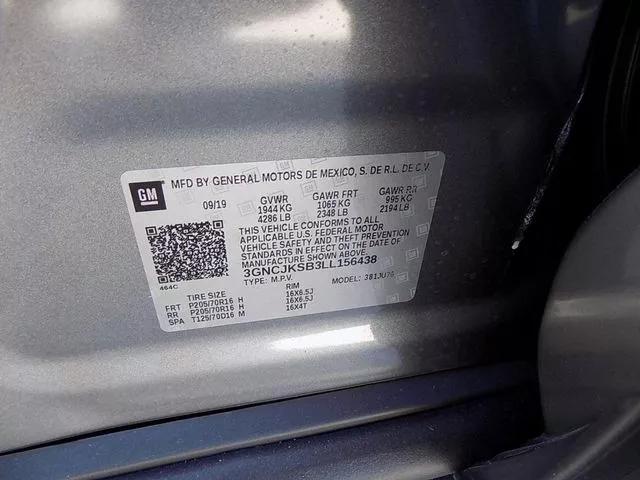 GM MFD BY GENERAL MOTORS DE MEXICO, S. DE R.L. DE C.V.
09/19 GVWR GAWR FRT GAWR RR
1944 KG 1065 KG 995 KG
4286 LB 2348 LB 2194 LB
THIS VEHICLE CONFORMS TO ALL
APPLICABLE U.S. FEDERAL MOTOR
VEHICLE SAFETY, AND THEFT PREVENTION
STANDARDS IN EFFECT ON THE
DATE OF MANUFACTURE SHOWN ABOVE.
3GNCJKSB3LL156438
464C TYPE: M.P.V. MODEL: 381JU76
TIRE SIZE RIM
FRT P205/70R16 H 16X6.5J
RR P205/70R16 H 16X6.5J
SPA T125/70D16 M 16X4T